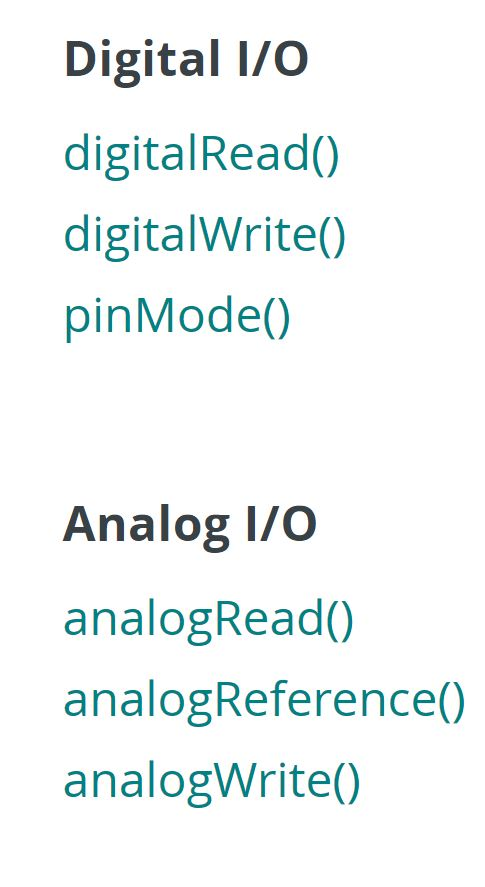 Digital I/O
digitalRead()
digitalWrite()
pinMode()
Analog I/O
analogRead()
analogReference()
analogWrite()